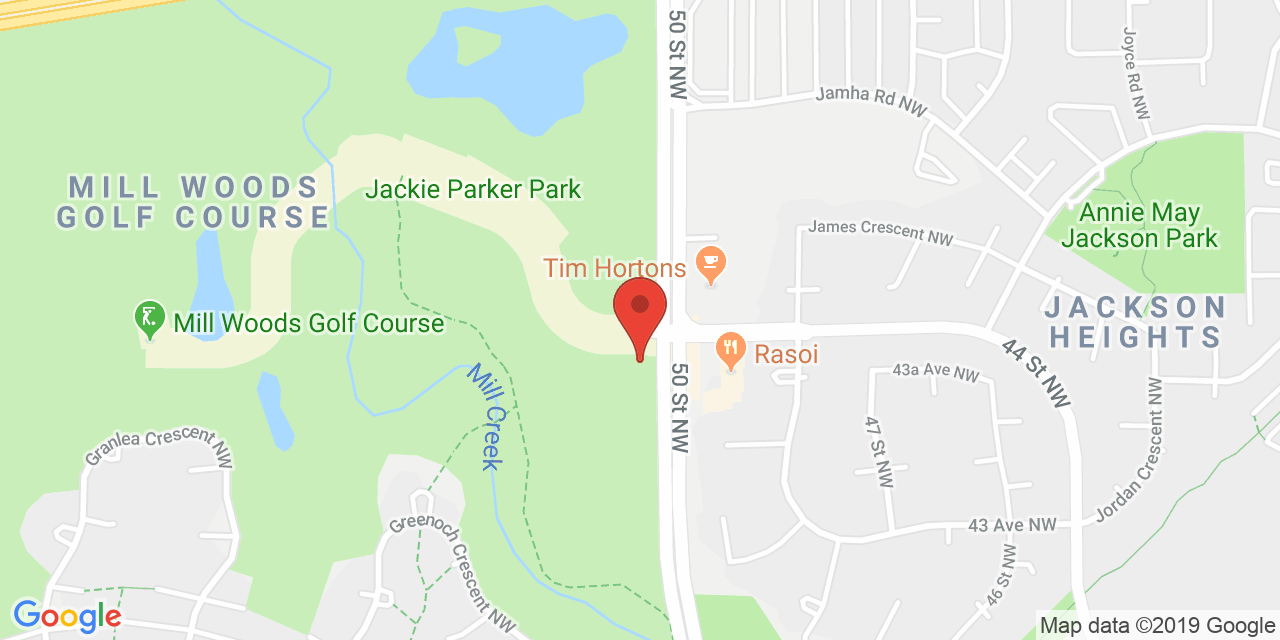 50 St NW
Joyce Rd NW
Jamha Rd NW
MILL WOODS
GOLF COURSE
Jackie Parker Park
Annie May
Jackson Park
James Crescent NW
Tim Hortons
JACKSON
HEIGHTS
Mill Woods Golf Course
Rasoi
44 St NW
43a Ave NW
Mill Creek
50 St NW
47 St NW
Jordan Crescent NW
Granlea Crescent NW
Greenoch Crescent NW
43 Ave NW
46 St NW
Google
Map data ©2019 Google